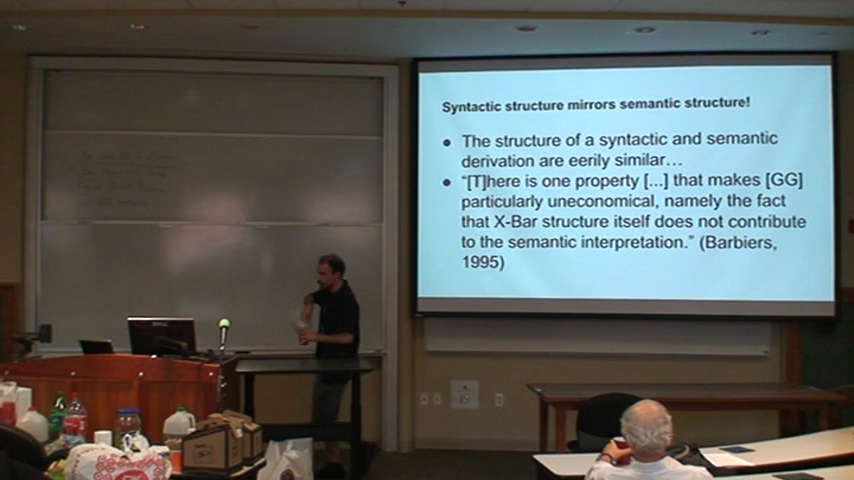 Syntactic structure mirrors semantic structure!
● The structure of a syntactic and semantic
derivation are eerily similar…
● “[T]here is one property [...] that makes [GG]
particularly uneconomical, namely the fact
that X-Bar structure itself does not contribute
to the semantic interpretation.” (Barbiers,
1995)